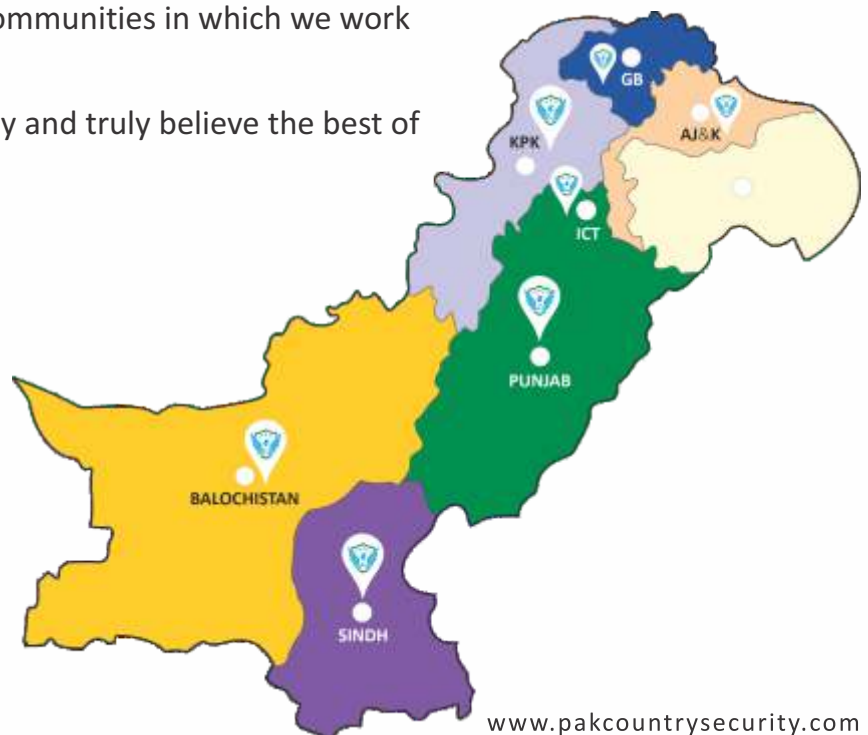 ommunities in which we work
y and truly believe the best of
GB
AJ&K
KPK
ICT
PUNJAB
BALOCHISTAN
SINDH
www.pakcountrysecurity.com